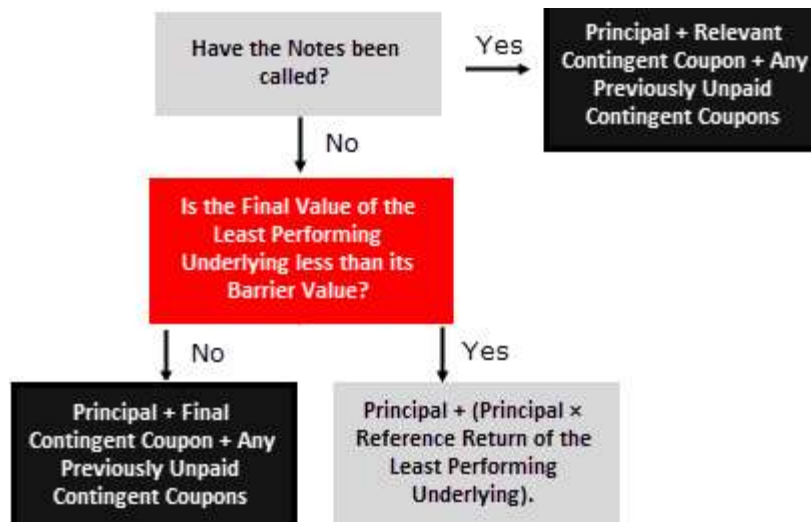 Have the Notes been
called?
Yes
Principal + Relevant
Contingent Coupon + Any
Previously Unpaid
Contingent Coupons
No
Is the Final Value of the
Least Performing
Underlying less than its
Barrier Value?
No
Yes
Principal + Final
Contingent Coupon + Any
Previously Unpaid
Contingent Coupons
Principal + (Principal ×
Reference Return of the
Least Performing
Underlying).